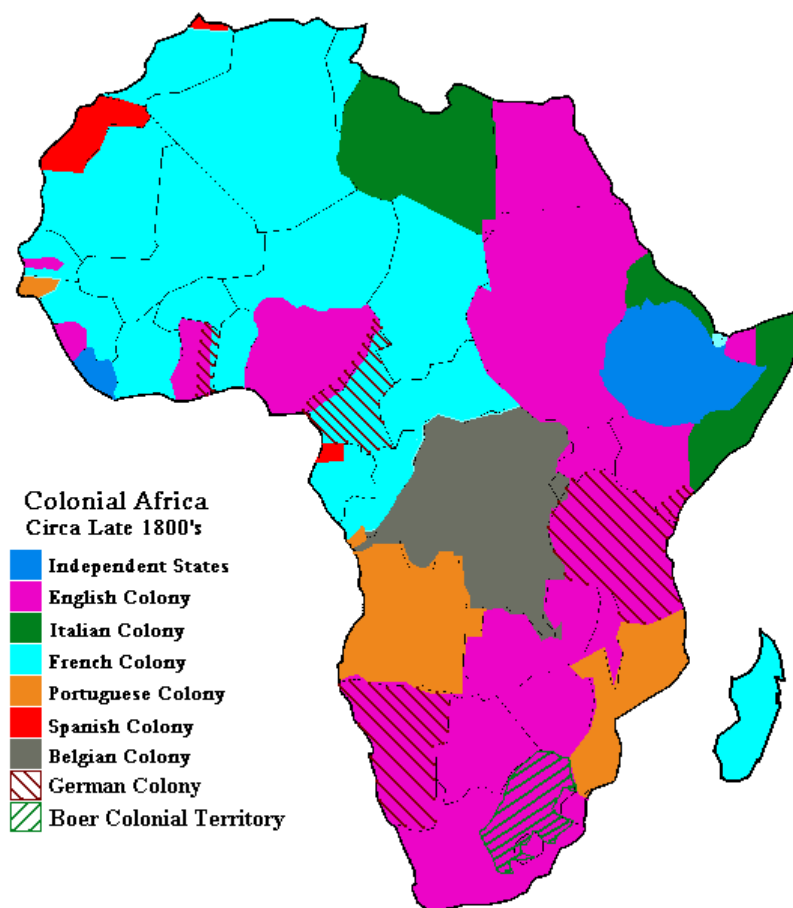 Colonial Africa
Circa Late 1800's
Independent States
English Colony
Italian Colony
French Colony
Portuguese Colony
Spanish Colony
Belgian Colony
German Colony
Boer Colonial Territory